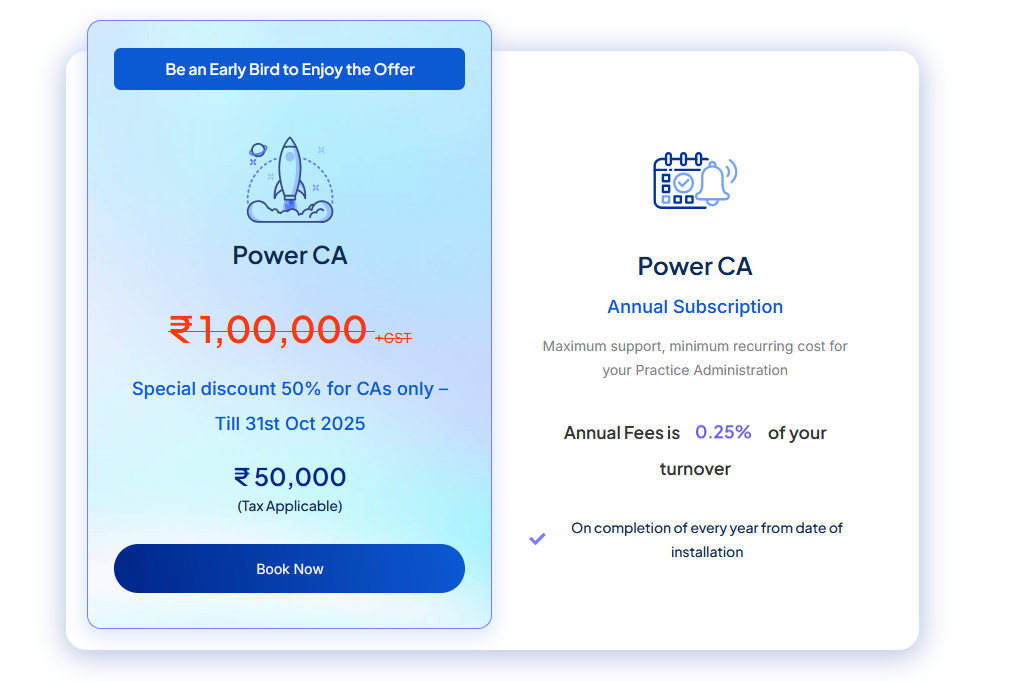 Be an Early Bird to Enjoy the Offer
Power CA
₹ 1,00,000 +GST
Special discount 50% for CAs only –
Till 31st Oct 2025
₹ 50,000
(Tax Applicable)
Book Now
Power CA
Annual Subscription
Maximum support, minimum recurring cost for
your Practice Administration
Annual Fees is 0.25% of your
turnover
On completion of every year from date of
installation